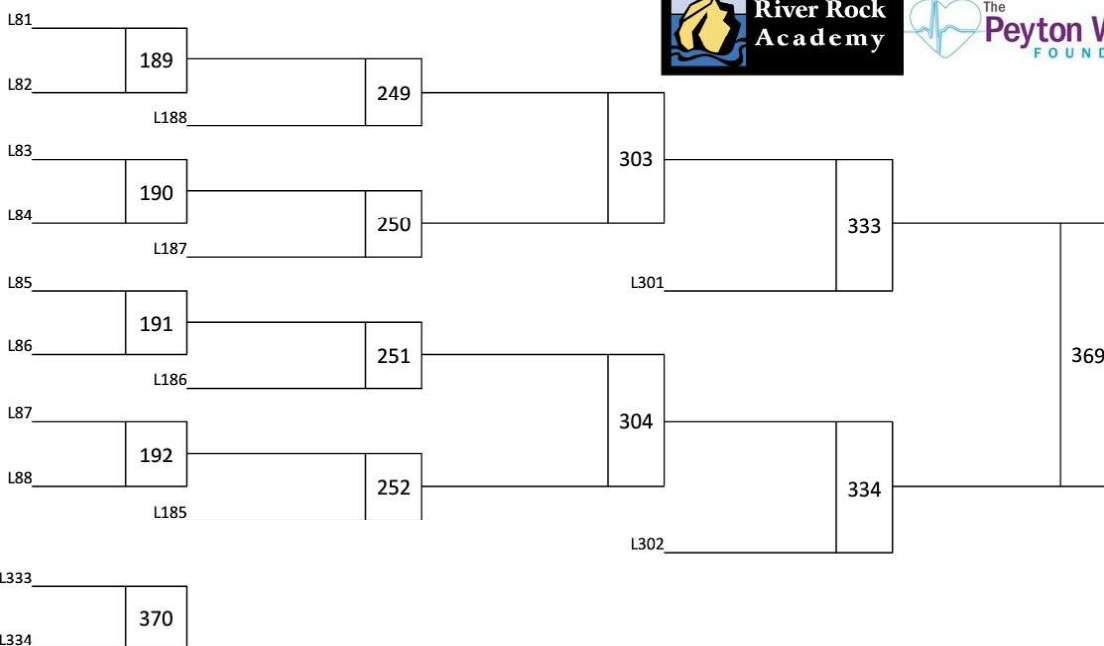 L81
River Rock
Academy
The
Peyton W
FOUND
189
L82
249
L188
L83
303
190
L84
250
333
L187
L85
L301
191
L86
251
369
L186
L87
304
192
L88
252
334
L185
L302
L333
370
L334